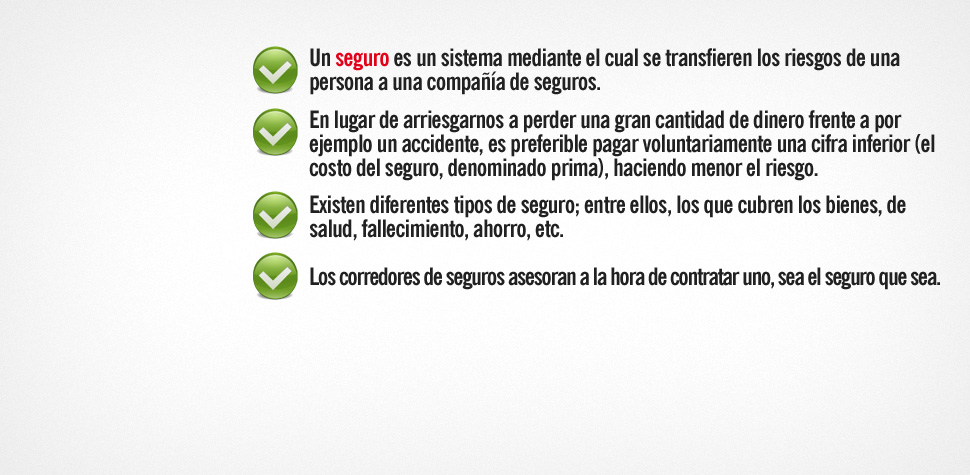 Un seguro es un sistema mediante el cual se transfieren los riesgos de una
persona a una compañía de seguros.
En lugar de arriesgarnos a perder una gran cantidad de dinero frente a por
ejemplo un accidente, es preferible pagar voluntariamente una cifra inferior (el
costo del seguro, denominado prima), haciendo menor el riesgo.
Existen diferentes tipos de seguro; entre ellos, los que cubren los bienes, de
salud, fallecimiento, ahorro, etc.
Los corredores de seguros asesoran a la hora de contratar uno, sea el seguro que sea.